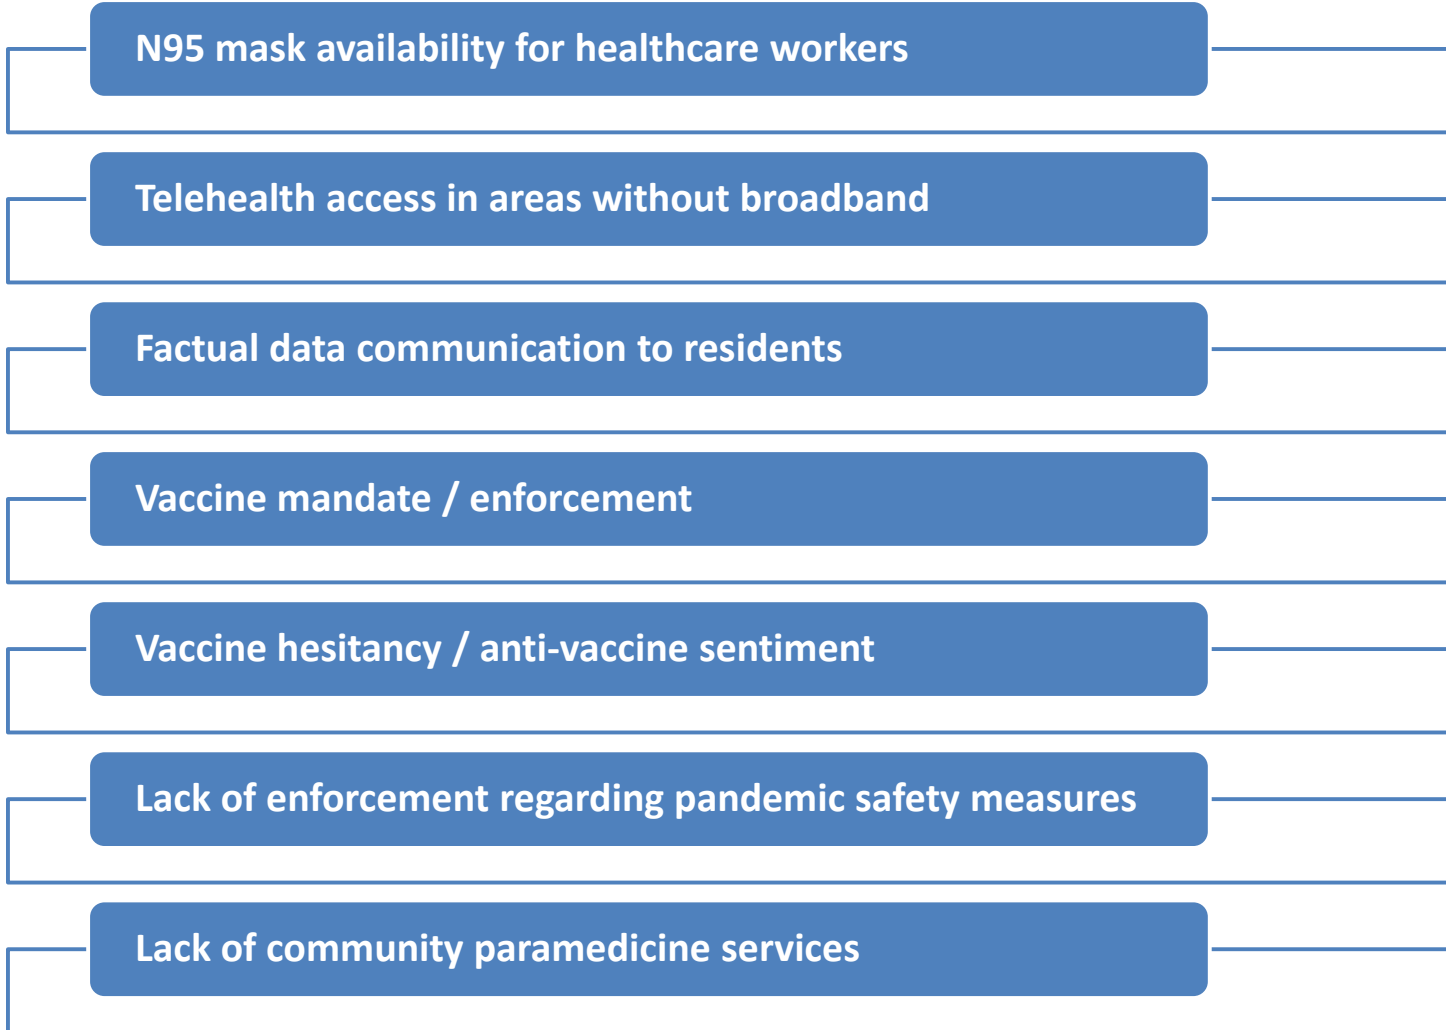 N95 mask availability for healthcare workers
Telehealth access in areas without broadband
Factual data communication to residents
Vaccine mandate / enforcement
Vaccine hesitancy / anti-vaccine sentiment
Lack of enforcement regarding pandemic safety measures
Lack of community paramedicine services